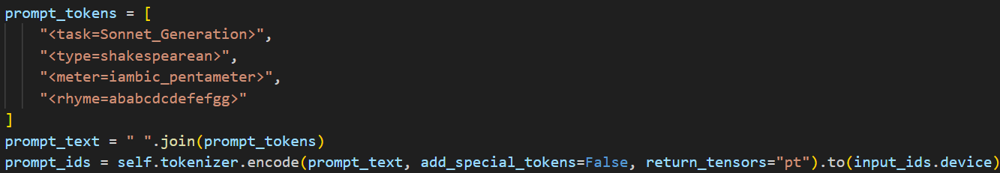 prompt_tokens = [
    "<task=Sonnet_Generation>",
    "<type=shakespearean>",
    "<meter=iambic_pentameter>",
    "<rhyme=ababcdcdefefgg>"
]
prompt_text = " ".join(prompt_tokens)
prompt_ids = self.tokenizer.encode(prompt_text, add_special_tokens=False, return_tensors="pt").to(input_ids.device)